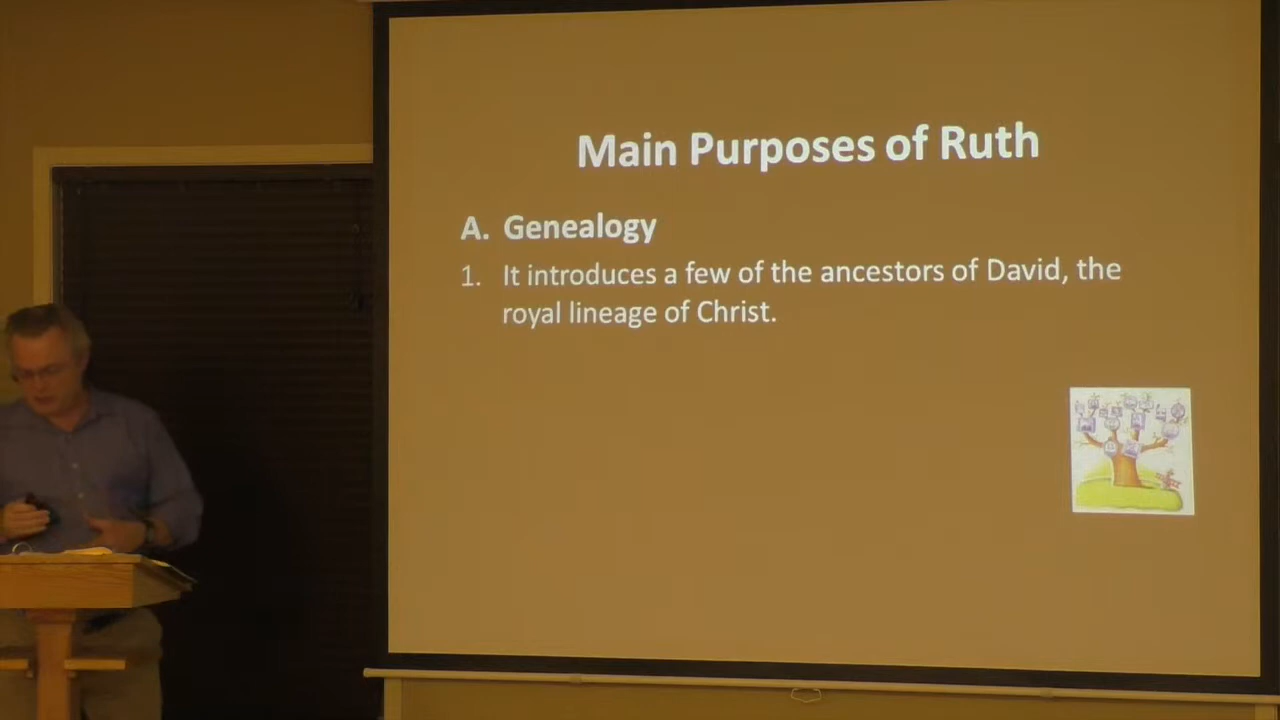 Main Purposes of Ruth
A. Genealogy
1. It introduces a few of the ancestors of David, the
royal lineage of Christ.